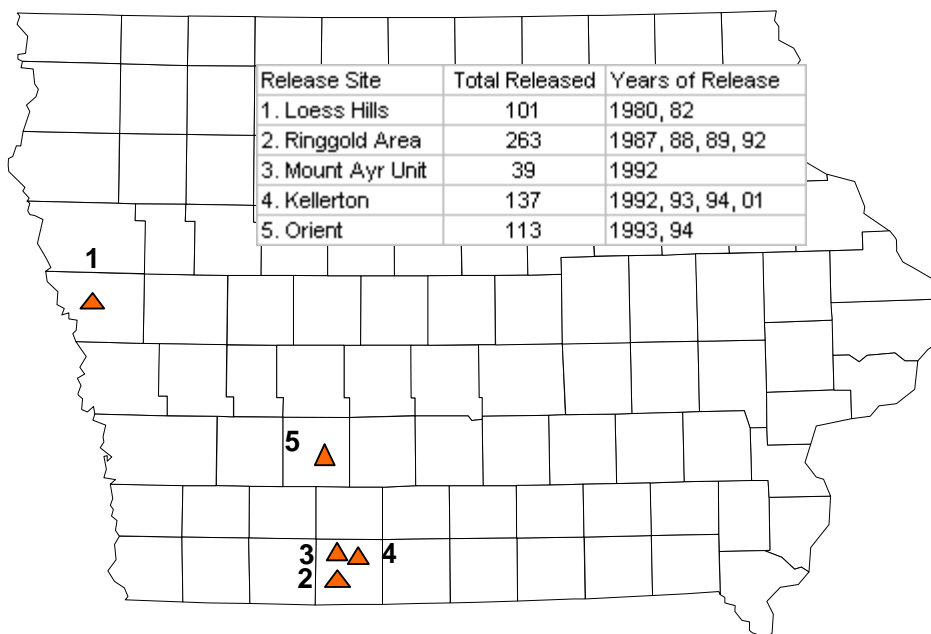 Release Site Total Released Years of Release
1. Loess Hills 101 1980, 82
2. Ringgold Area 263 1987, 88, 89, 92
3. Mount Ayr Unit 39 1992
4. Kellerton 137 1992, 93, 94, 01
5. Orient 113 1993, 94
1
5
3 4
2